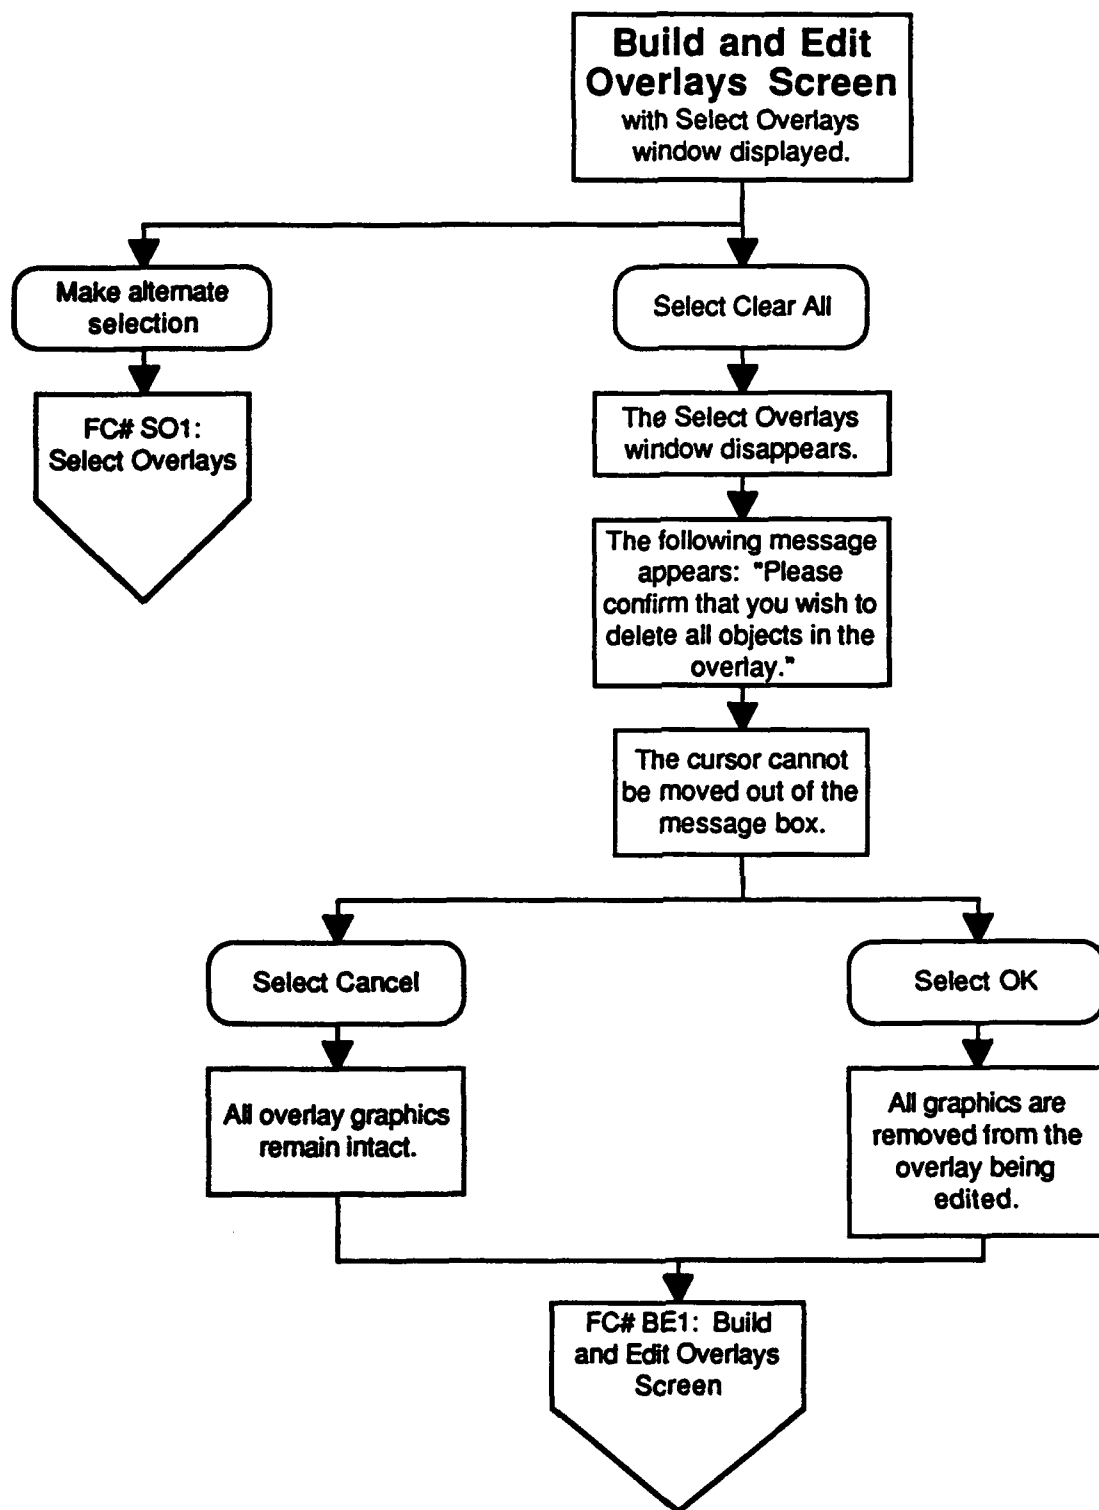 Build and Edit
Overlays Screen
with Select Overlays
window displayed.
Make alternate
selection
Select Clear All
FC# SO1:
Select Overlays
The Select Overlays
window disappears.
The following message
appears: "Please
confirm that you wish to
delete all objects in the
overlay."
The cursor cannot
be moved out of the
message box.
Select Cancel
Select OK
All overlay graphics
remain intact.
All graphics are
removed from the
overlay being
edited.
FC# BE1: Build
and Edit Overlays
Screen